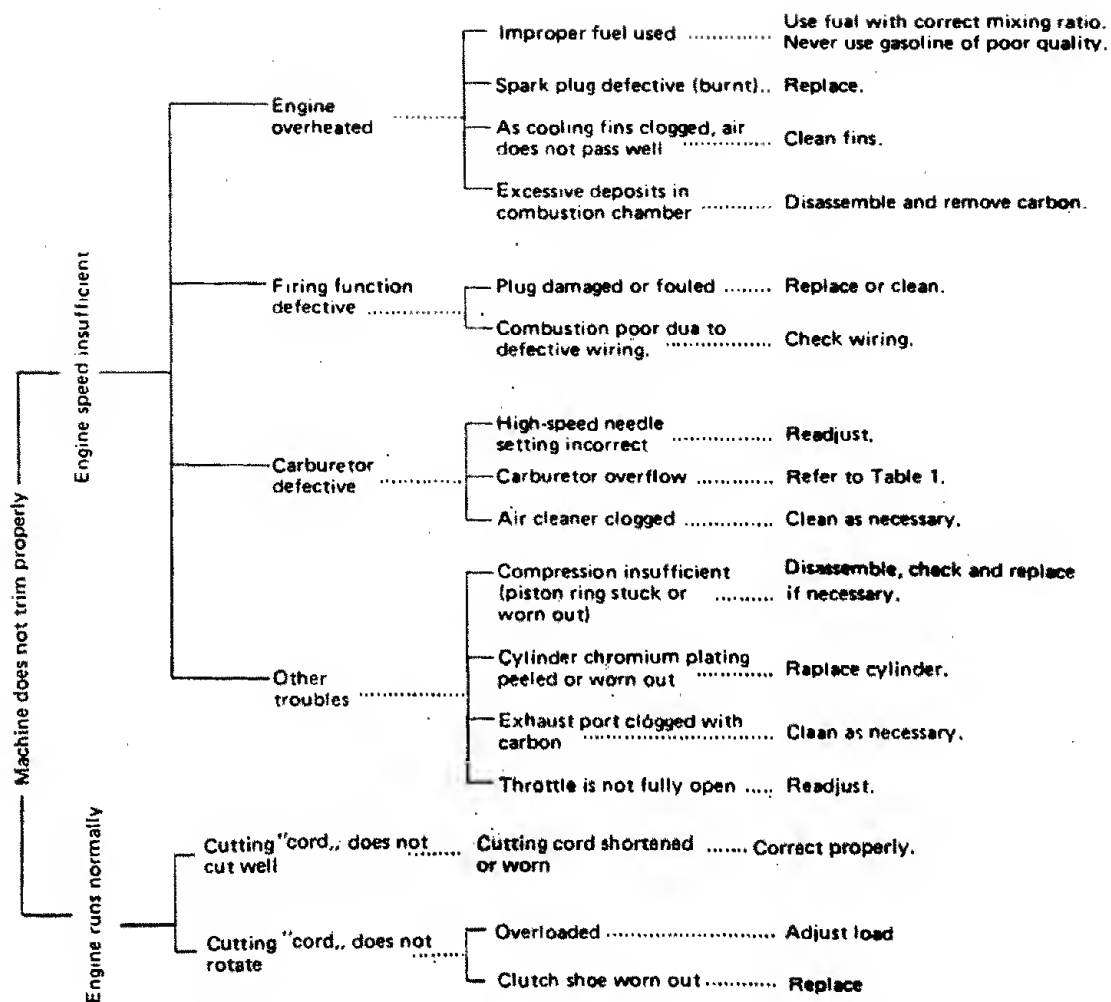 Machine does not trim properly
Engine speed insufficient
Engine overheated
Improper fuel used ............... Use fual with correct mixing ratio.
Never use gasoline of poor quality.
Spark plug defective (burnt).. Replace.
As cooling fins clogged, air
does not pass well ............ Clean fins.
Excessive deposits in
combustion chamber .......... Disassemble and remove carbon.
Firing function
defective
Plug damaged or fouled ........ Replace or clean.
Combustion poor dua to
defective wiring. ................ Check wiring.
Carburetor
defective
High-speed needle
setting incorrect ................ Readjust.
Carburetor overflow ............ Refer to Table 1.
Air cleaner clogged .............. Clean as necessary.
Other
troubles
Compression insufficient
(piston ring stuck or
worn out) .......... Disassemble, check and replace
if necessary.
Cylinder chromium plating
peeled or worn out ............ Raplace cylinder.
Exhaust port clogged with
carbon ........................ Claan as necessary.
Throttle is not fully open ..... Readjust.
Engine runs normally
Cutting "cord,, does not
cut well
Cutting cord shortened
or worn ....... Correct properly.
Cutting "cord,, does not
rotate
Overloaded ........................ Adjust load
Clutch shoe worn out ............ Replace